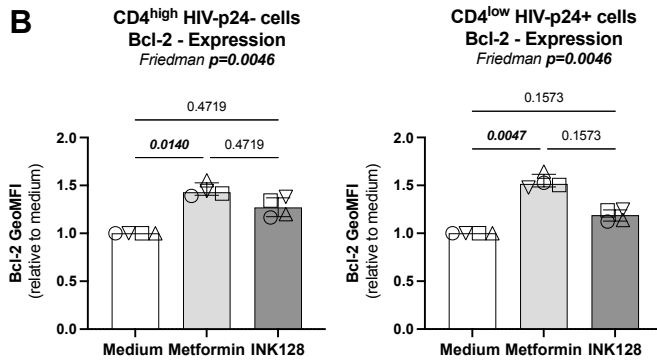 B
CD4high HIV-p24- cells
Bcl-2 - Expression
Friedman p=0.0046
0.4719
0.0140
0.4719
2.0
1.5
1.0
0.5
0.0
Bcl-2 GeoMFI
(relative to medium)
Medium Metformin INK128
CD4low HIV-p24+ cells
Bcl-2 - Expression
Friedman p=0.0046
0.1573
0.0047
0.1573
2.0
1.5
1.0
0.5
0.0
Bcl-2 GeoMFI
(relative to medium)
Medium Metformin INK128